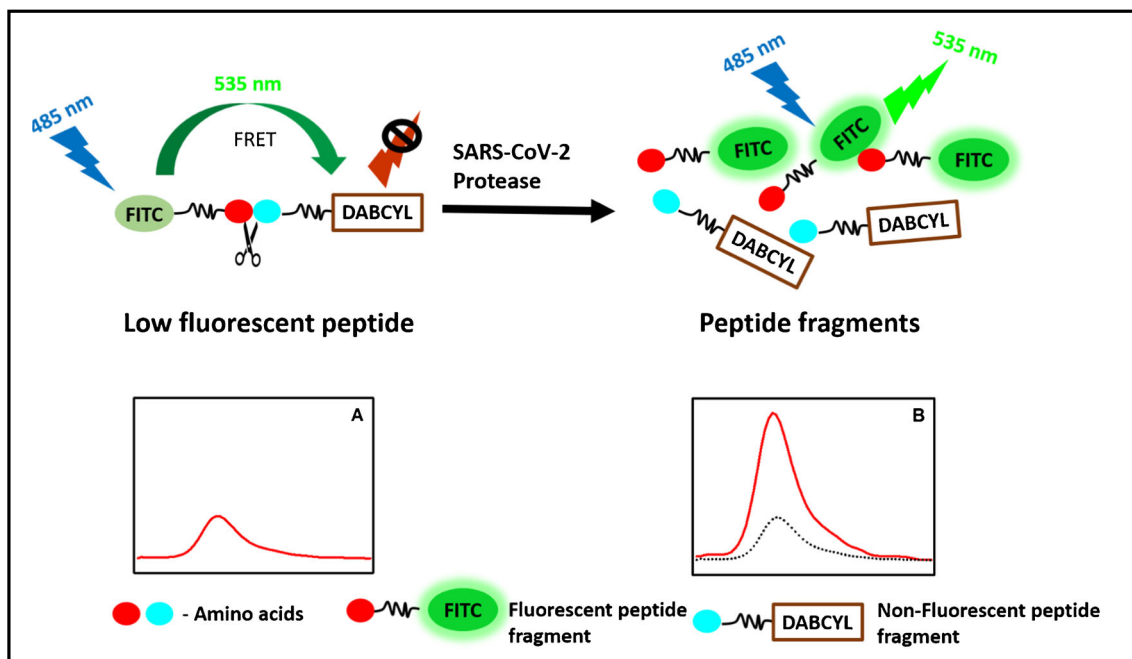 485 nm
535 nm
FRET
FITC
DABCYL
SARS-CoV-2
Protease
485 nm
535 nm
FITC
FITC
FITC
DABCYL
DABCYL
Low fluorescent peptide
Peptide fragments
A
B
- Amino acids
FITC
Fluorescent peptide
fragment
DABCYL
Non-Fluorescent peptide
fragment